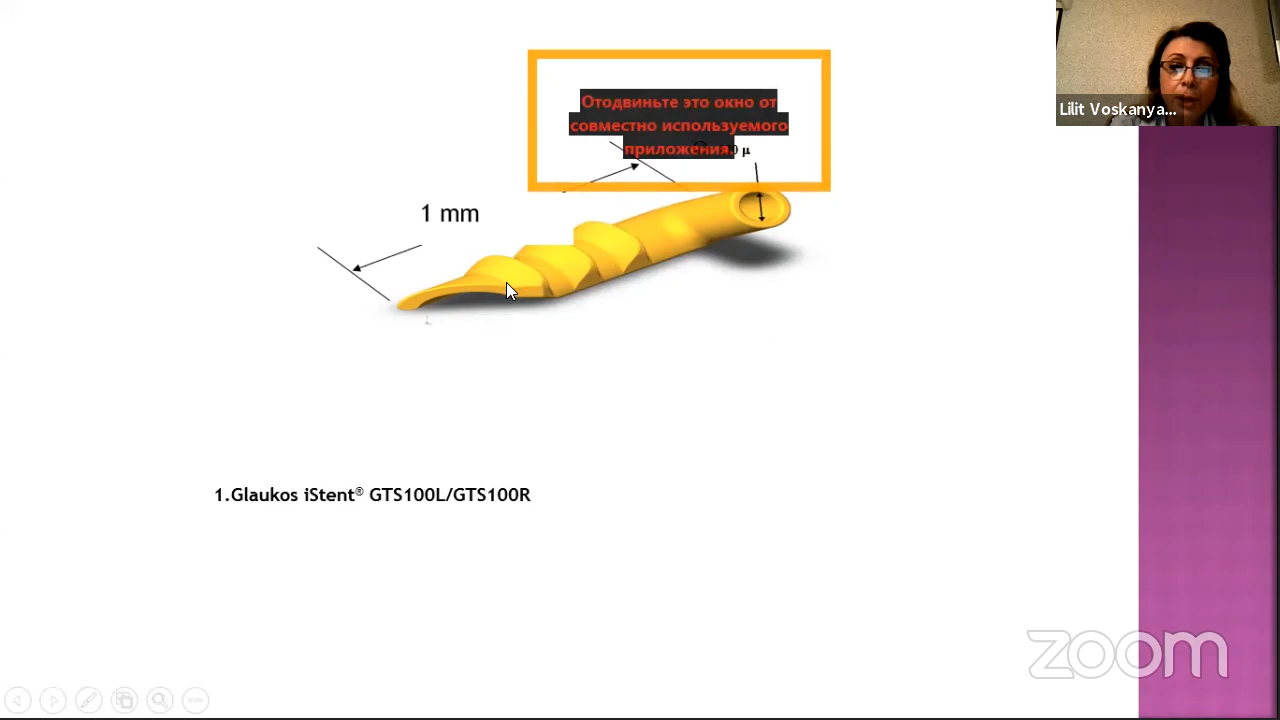 Отодвиньте это окно от
совместно используемого
приложения.
μ
Lilit Voskanya...
1 mm
1.Glaukos iStent® GTS100L/GTS100R
zoom